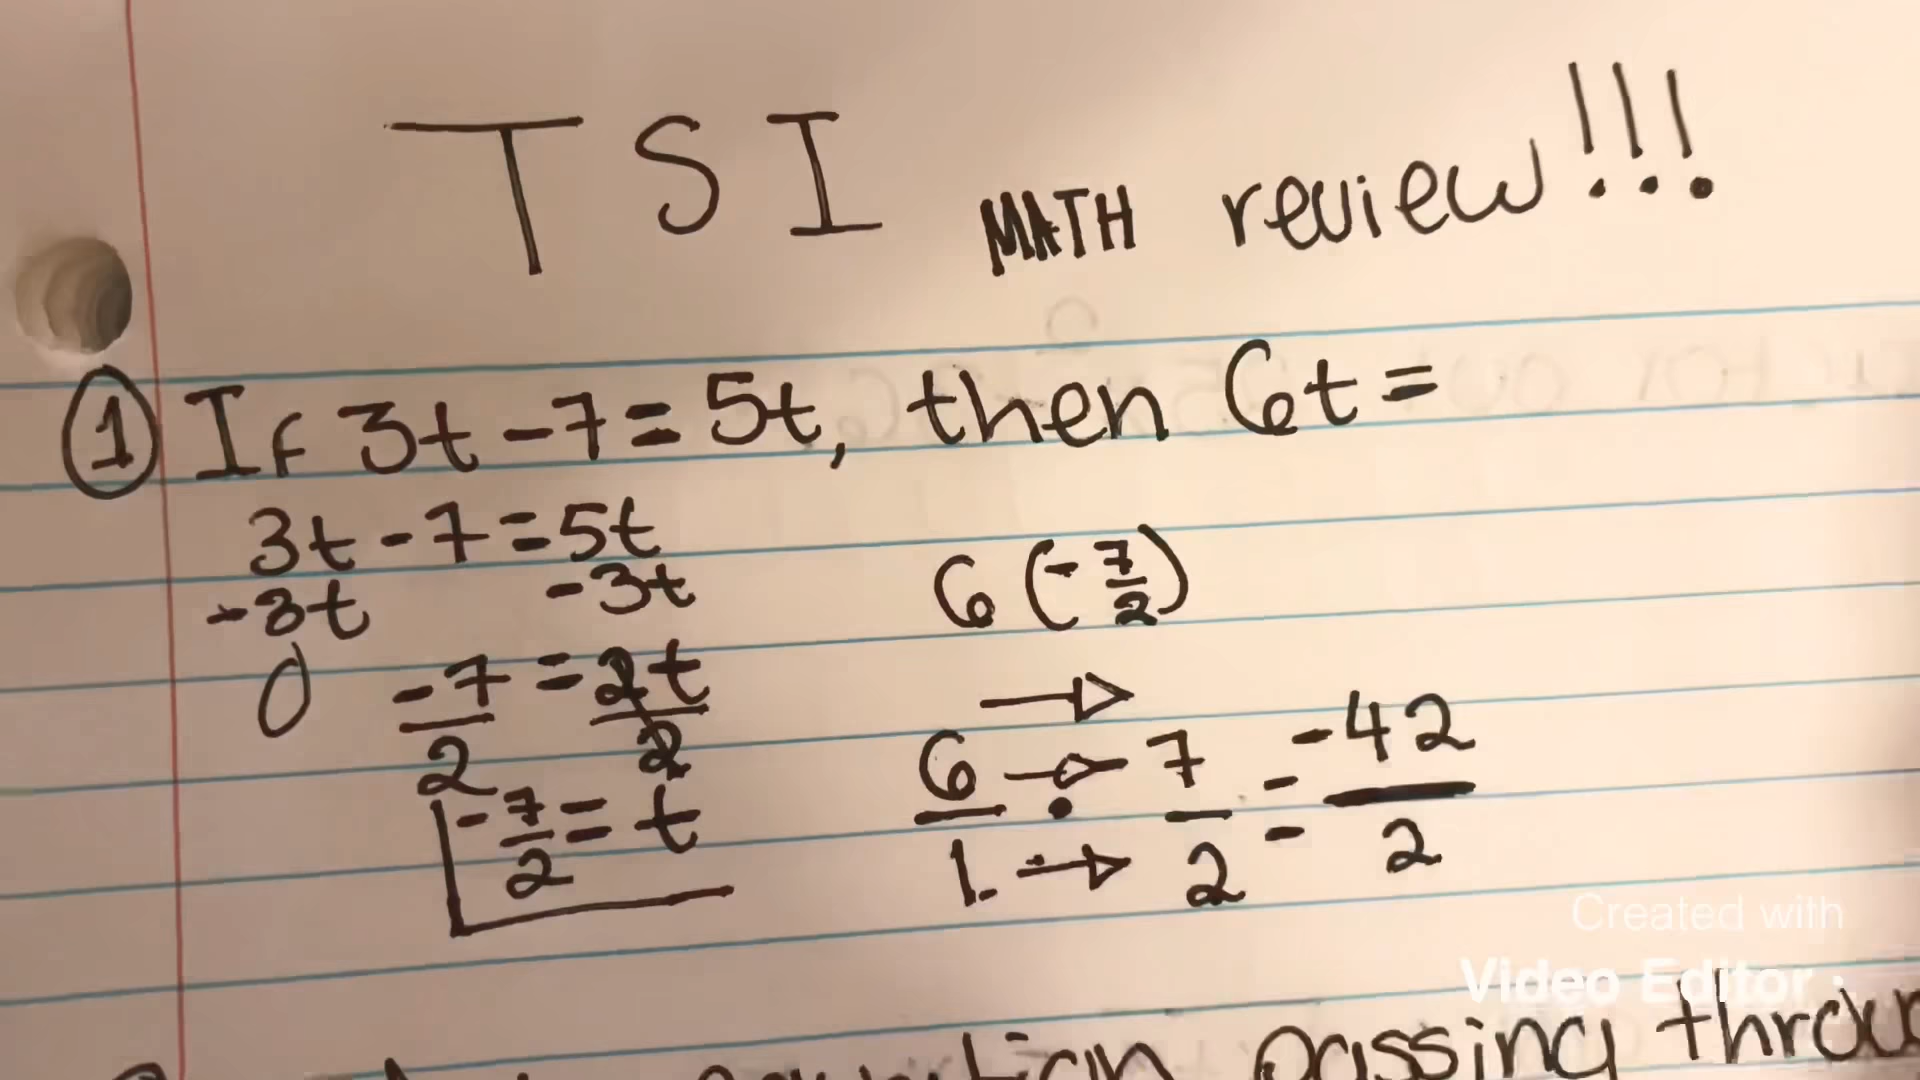 TSI MATH review!!!
① If 3t - 7 = 5t, then 6t =
3t - 7 = 5t
-3t -3t
0 -7/2 = 2t/2
-7/2 = t
6(-7/2)
6/1 · 7/2 = -42/2
Created with
Video Editor
equation passing